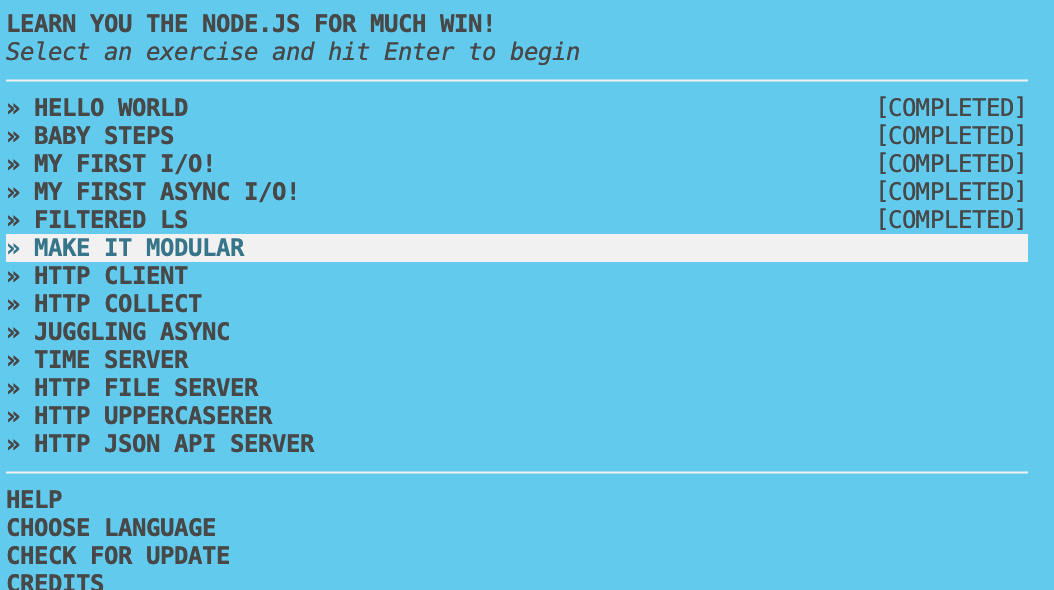 LEARN YOU THE NODE.JS FOR MUCH WIN!
Select an exercise and hit Enter to begin
» HELLO WORLD [COMPLETED]
» BABY STEPS [COMPLETED]
» MY FIRST I/O! [COMPLETED]
» MY FIRST ASYNC I/O! [COMPLETED]
» FILTERED LS [COMPLETED]
» MAKE IT MODULAR
» HTTP CLIENT
» HTTP COLLECT
» JUGGLING ASYNC
» TIME SERVER
» HTTP FILE SERVER
» HTTP UPPERCASERER
» HTTP JSON API SERVER
HELP
CHOOSE LANGUAGE
CHECK FOR UPDATE
CREDITS